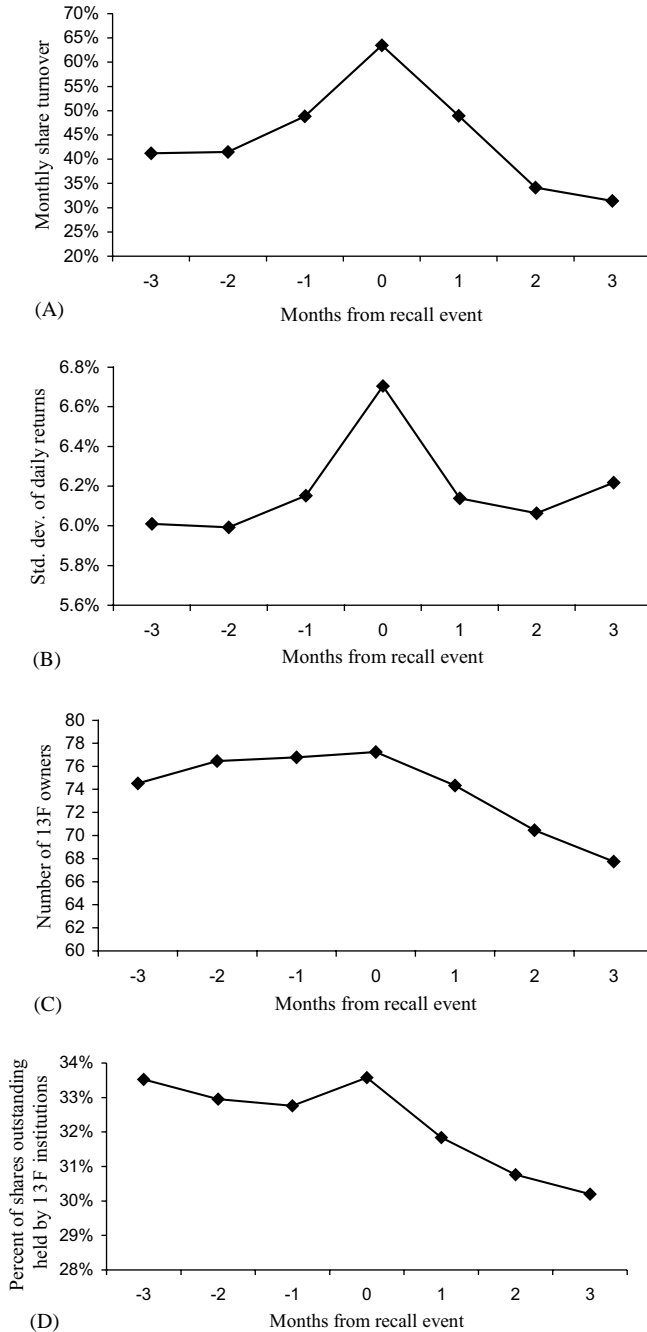 70%
65%
60%
55%
50%
45%
40%
35%
30%
25%
20%
Monthly share turnover
-3 -2 -1 0 1 2 3
(A)
Months from recall event
6.8%
6.6%
6.4%
6.2%
6.0%
5.8%
5.6%
Std. dev. of daily returns
-3 -2 -1 0 1 2 3
(B)
Months from recall event
80
78
76
74
72
70
68
66
64
62
60
Number of 13F owners
-3 -2 -1 0 1 2 3
(C)
Months from recall event
34%
33%
32%
31%
30%
29%
28%
Percent of shares outstanding
held by 13F institutions
-3 -2 -1 0 1 2 3
(D)
Months from recall event